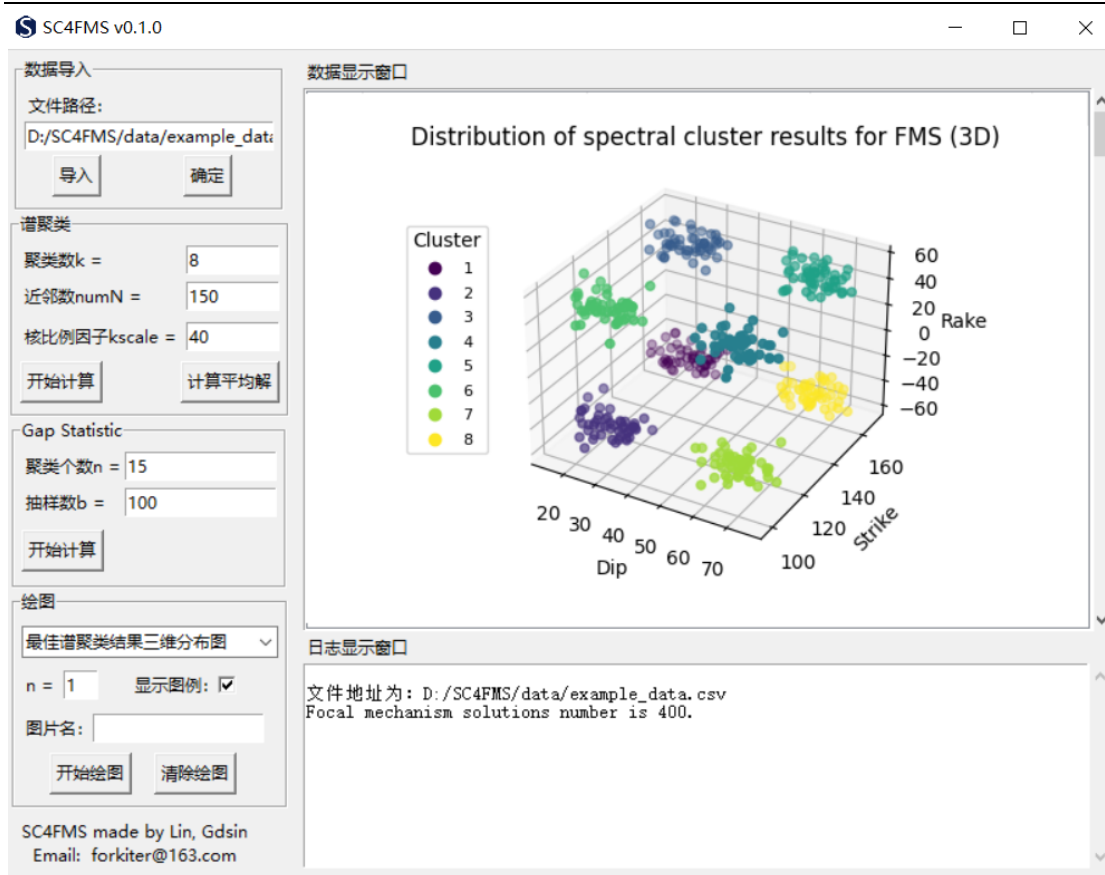 SC4FMS v0.1.0
数据导入
文件路径：
D:/SC4FMS/data/example_data
导入
确定
谱聚类
聚类数k =
8
近邻数numN =
150
核比例因子kscale =
40
开始计算
计算平均解
Gap Statistic
聚类个数n =
15
抽样数b =
100
开始计算
绘图
最佳谱聚类结果三维分布图
n =
1
显示图例：
图片名：
开始绘图
清除绘图
SC4FMS made by Lin, Gdsin
Email: forkiter@163.com
数据显示窗口
Distribution of spectral cluster results for FMS (3D)
Cluster
1
2
3
4
5
6
7
8
60
40
20
0
−20
−40
−60
Rake
160
140
120
100
Strike
20
30
40
50
60
70
Dip
日志显示窗口
文件地址为：D:/SC4FMS/data/example_data.csv
Focal mechanism solutions number is 400.